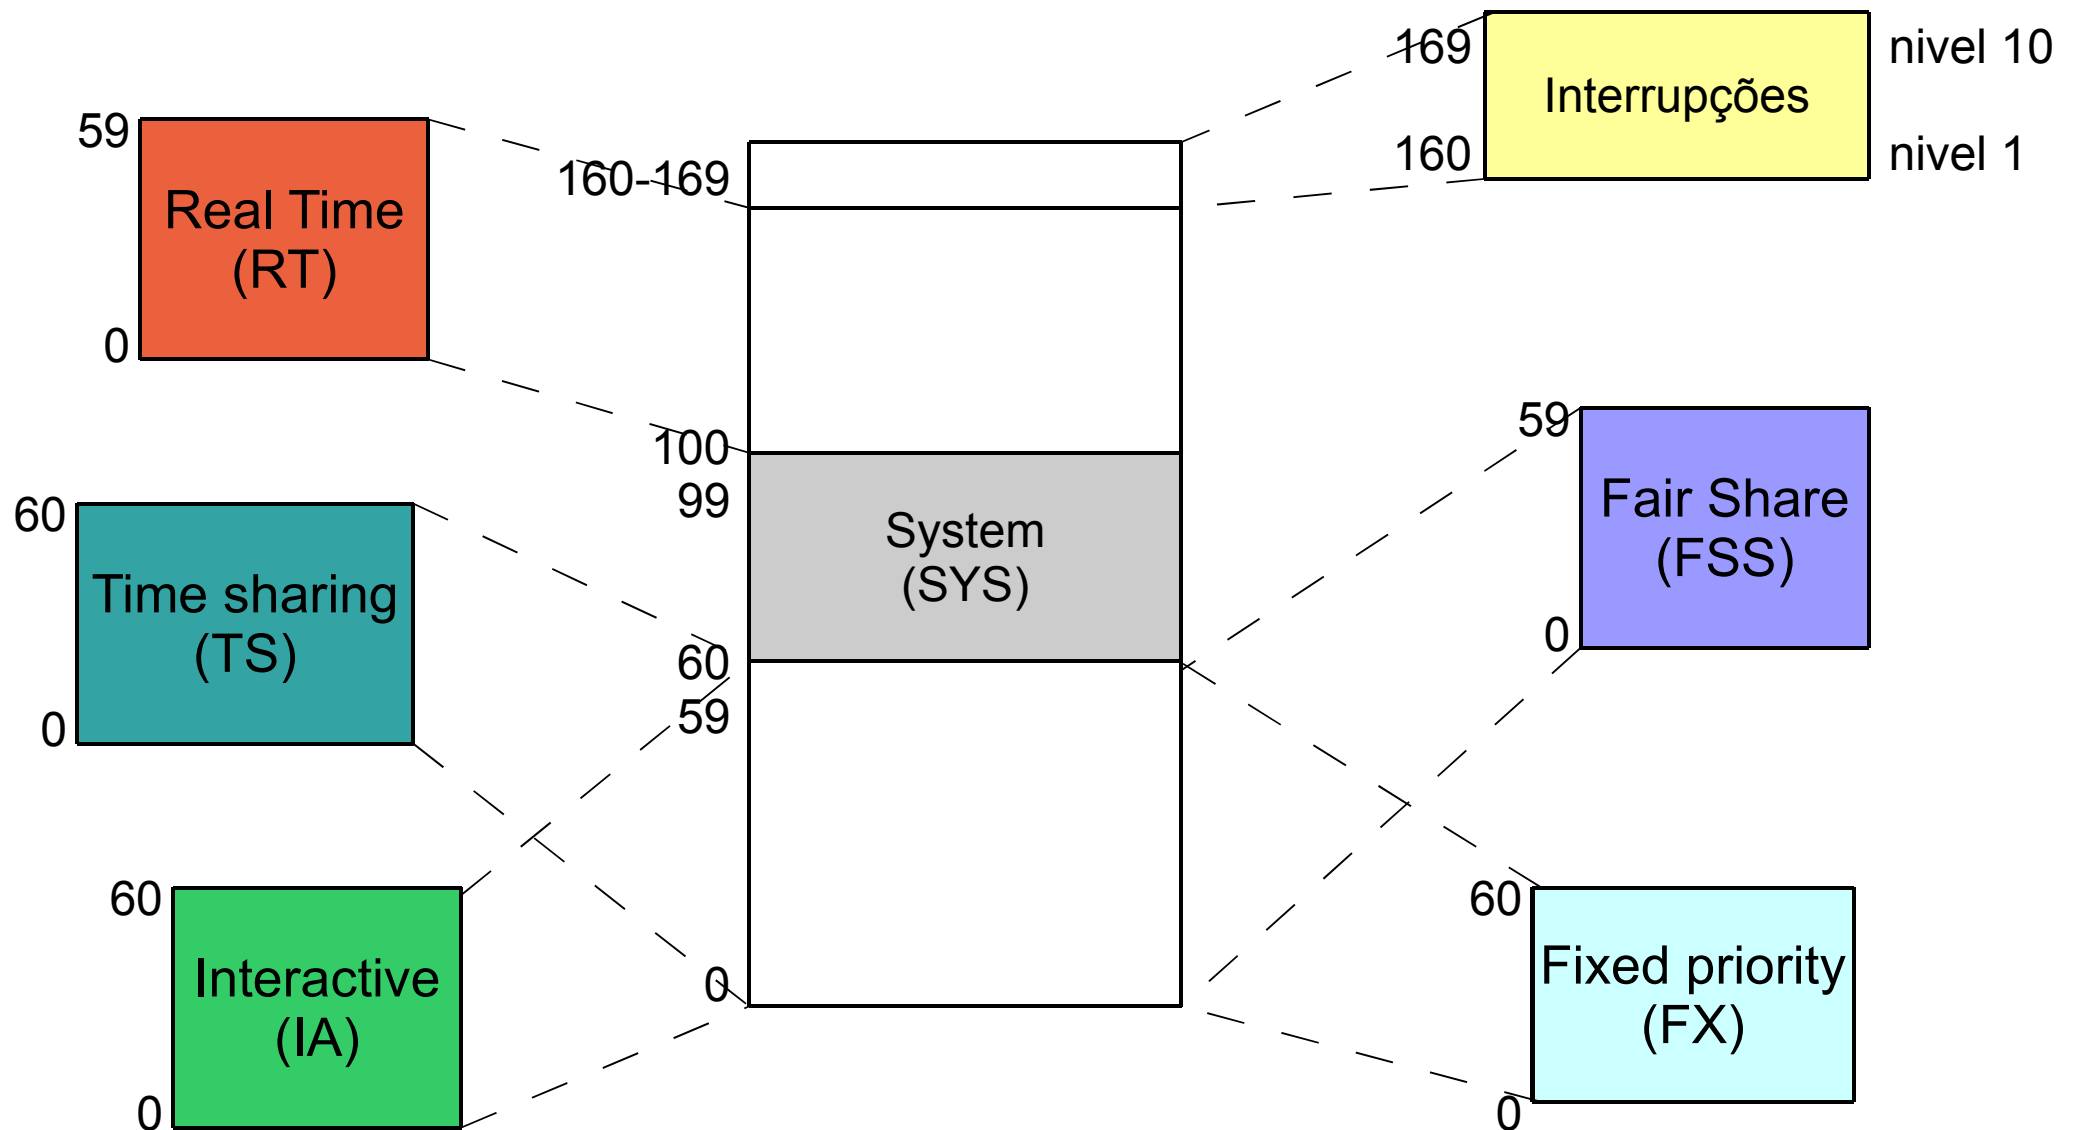 59
Real Time
(RT)
0
60
Time sharing
(TS)
0
60
Interactive
(IA)
0
160-169
100
99
System
(SYS)
60
59
0
169
Interrupções
nivel 10
160
nivel 1
59
Fair Share
(FSS)
0
60
Fixed priority
(FX)
0